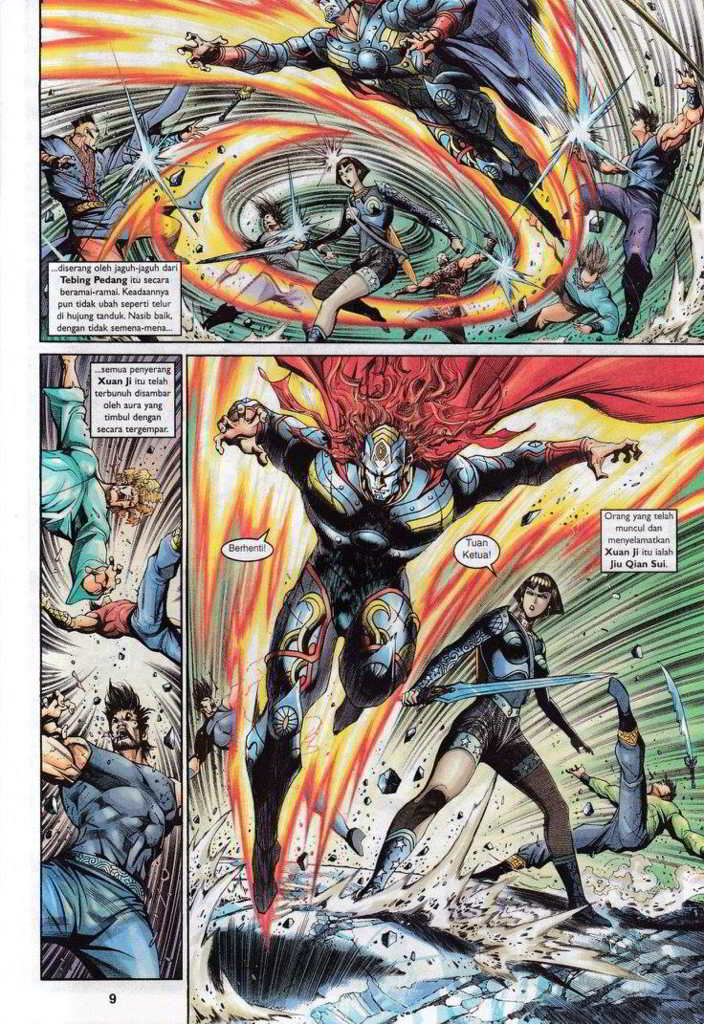 ...diserang oleh jaguh-jaguh dari
Tebing Pedang itu secara
beramai-ramai. Keadaannya
pun tidak ubah seperti telur
di hujung tanduk. Nasib baik,
dengan tidak semena-mena...
...semua penyerang
Xuan Ji itu telah
terbunuh disambar
oleh aura yang
timbul dengan
secara tergempar.
Berhenti!
Tuan
Ketua!
Orang yang telah
muncul dan
menyelamatkan
Xuan Ji itu ialah
Jiu Qian Sui.
9